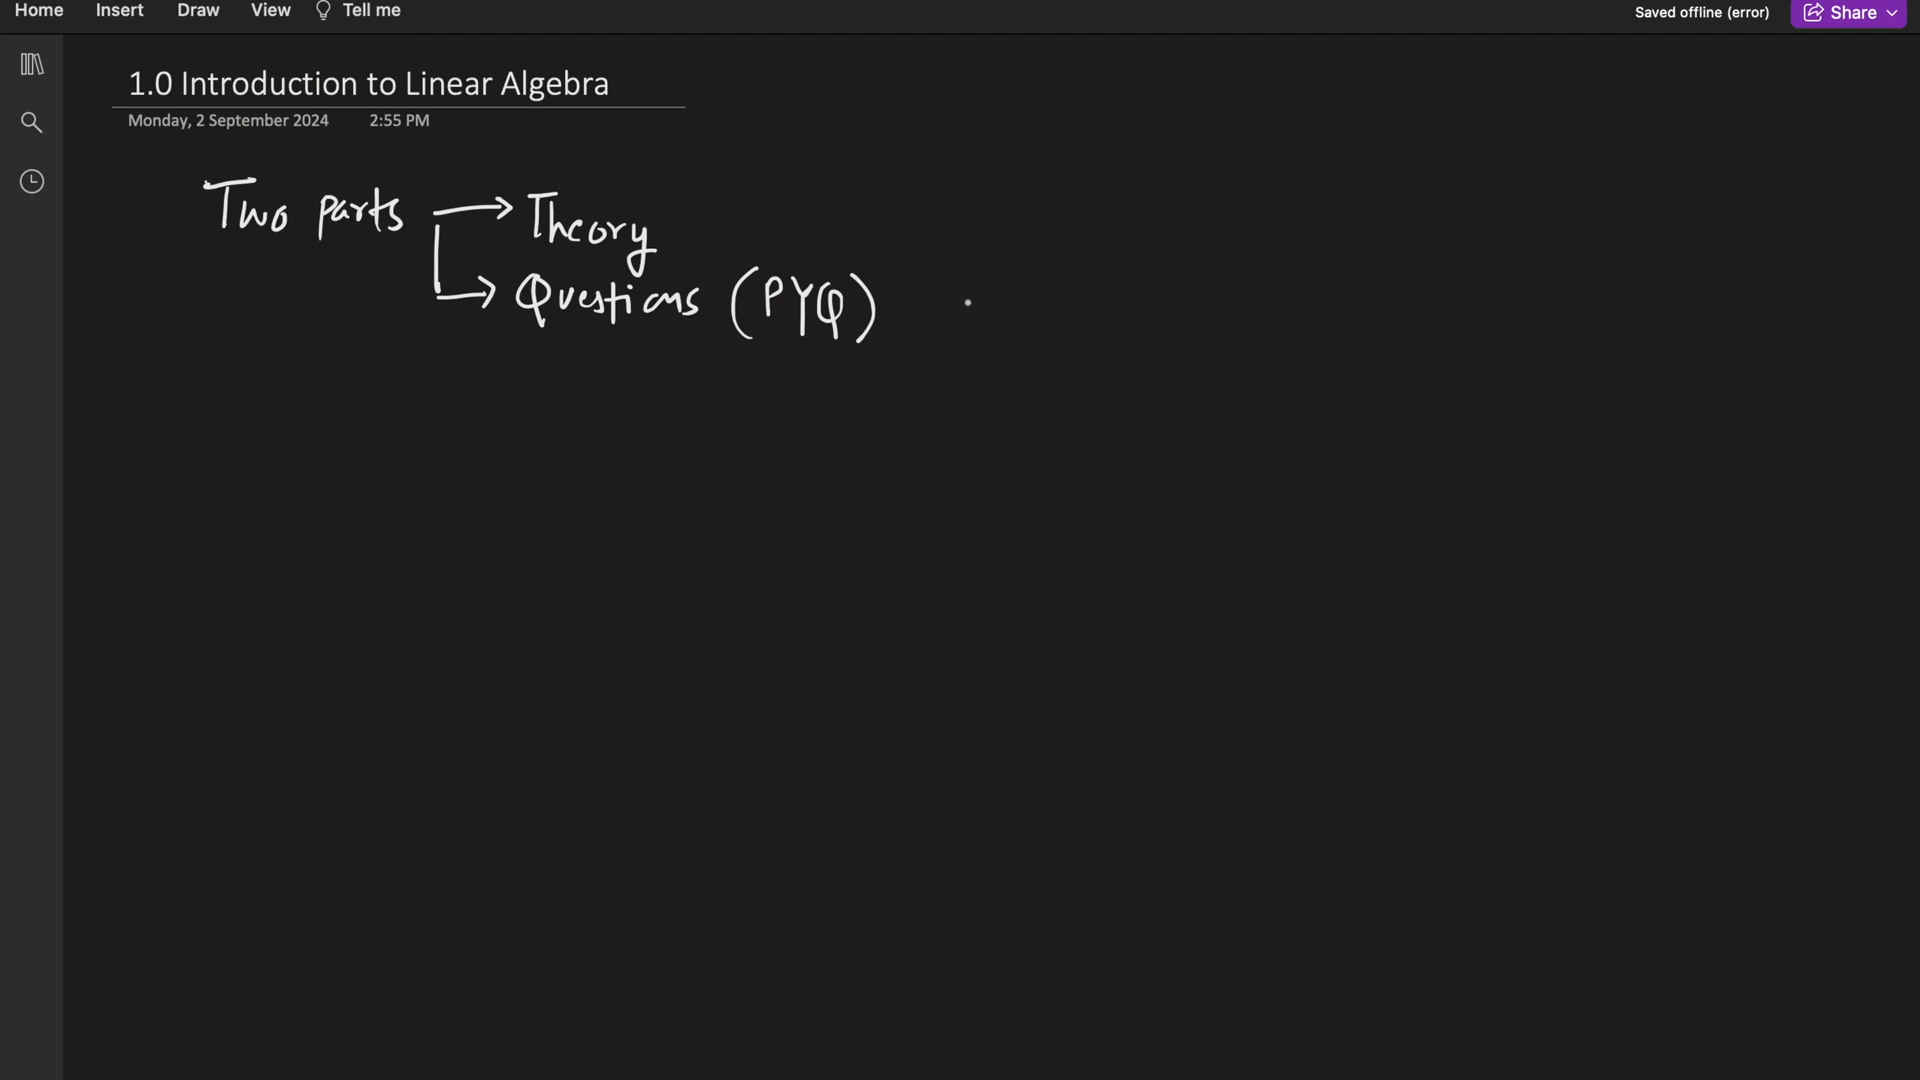 Home Insert Draw View Tell me Saved offline (error) Share
1.0 Introduction to Linear Algebra
Monday, 2 September 2024 2:55 PM
Two parts → Theory
→ Questions (PYQ)